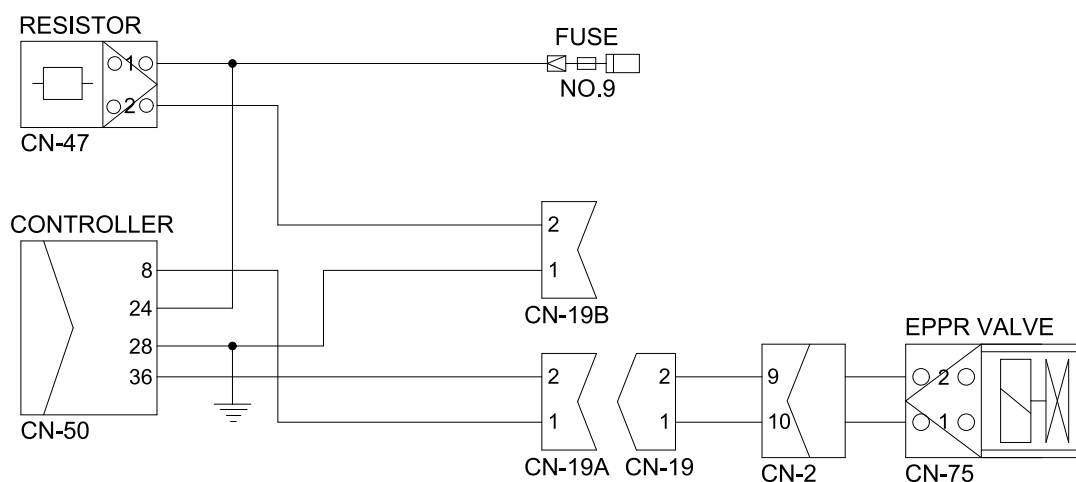 RESISTOR
1
2
CN-47
FUSE
NO.9
CONTROLLER
8
24
28
36
CN-50
2
1
CN-19B
2
1
CN-19A
2
1
CN-19
9
10
CN-2
EPPR VALVE
2
1
CN-75